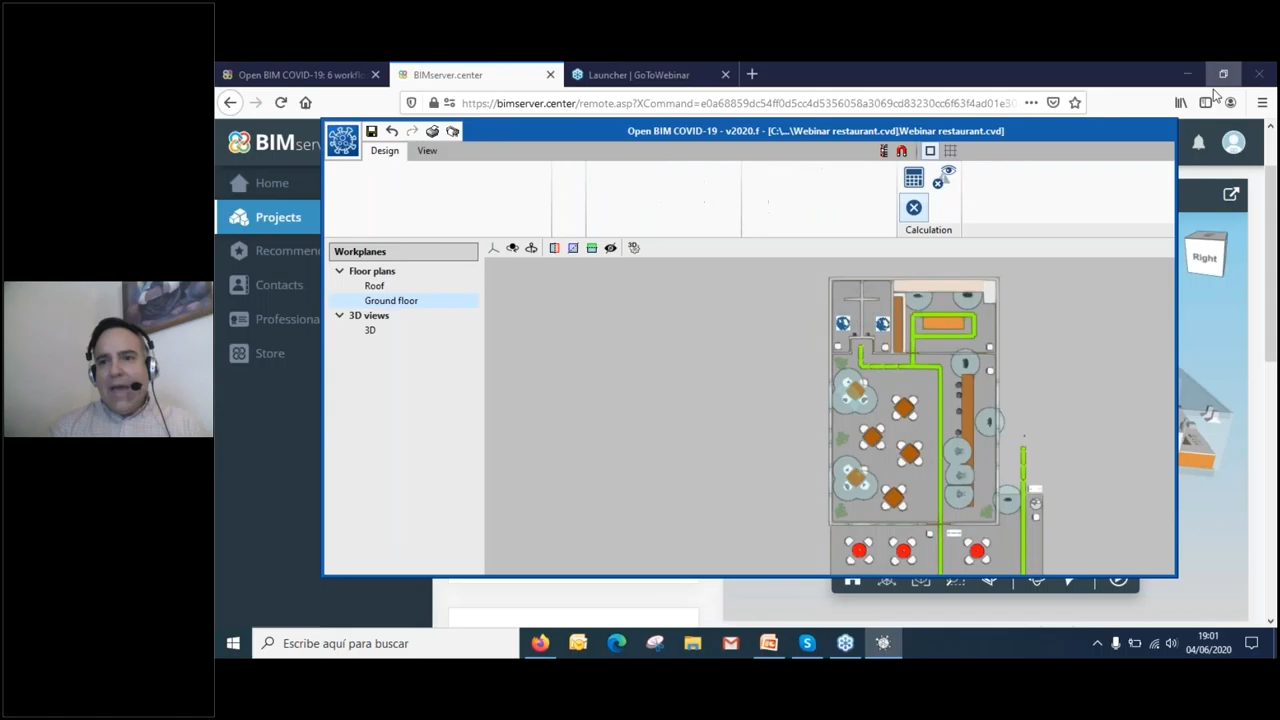 Open BIM COVID-19: 6 workfl
BIMserver.center
Launcher | GoToWebinar
https://bimserver.center/remote.asp?XCommand=e0a68859dc54ff0d5cc4d5356058a3069cd83230cc6f63f4ad01e30
Open BIM COVID-19 - v2020.f - [C:\...\Webinar restaurant.cvd],Webinar restaurant.cvd]
BIMser
Design
View
Home
Projects
Recommen
Contacts
Professiona
Store
Calculation
Workplanes
Floor plans
Roof
Ground floor
3D views
3D
Right
Escribe aquí para buscar
19:01
04/06/2020